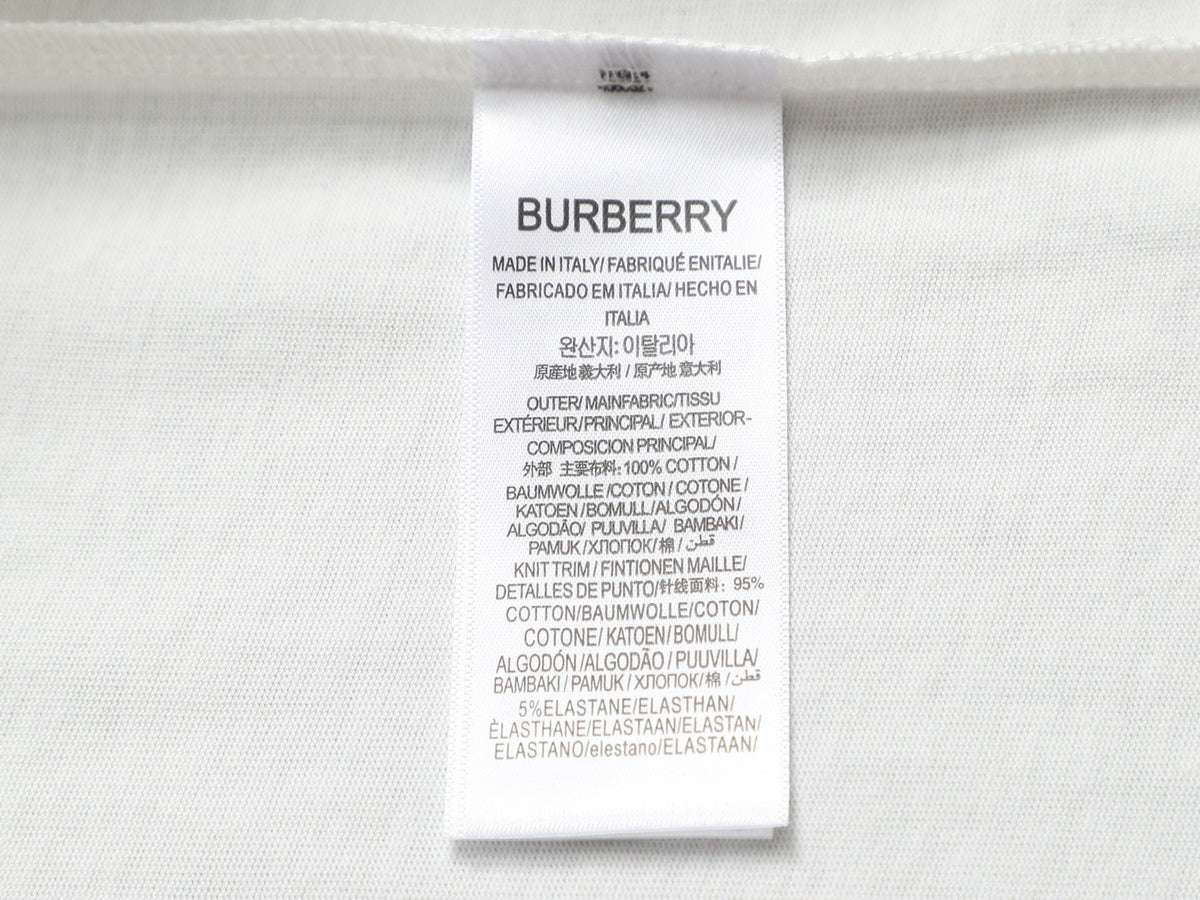 BURBERRY
MADE IN ITALY/ FABRIQUÉ ENITALIE/
FABRICADO EM ITALIA/ HECHO EN
ITALIA
완산지: 이탈리아
原産地義大利 / 原产地意大利
OUTER/ MAINFABRIC/TISSU
EXTÉRIEUR/PRINCIPAL/ EXTERIOR-
COMPOSICION PRINCIPAL/
外部 主要布料: 100% COTTON /
BAUMWOLLE /COTON / COTONE /
KATOEN /BOMULL/ALGODÓN/
ALGODÃO/ PUUVILLA/ BAMBAKI/
PAMUK /ХЛОПОК/棉 / قطن
KNIT TRIM / FINTIONEN MAILLE/
DETALLES DE PUNTO/针线面料: 95%
COTTON/BAUMWOLLE/COTON/
COTONE/ KATOEN/BOMULL/
ALGODÓN /ALGODÃO / PUUVILLA/
BAMBAKI / PAMUK / ХЛОПОК/棉 /قطن
5%ELASTANE/ELASTHAN/
ÈLASTHANE/ELASTAAN/ELASTAN/
ELASTANO/elestano/ELASTAAN/